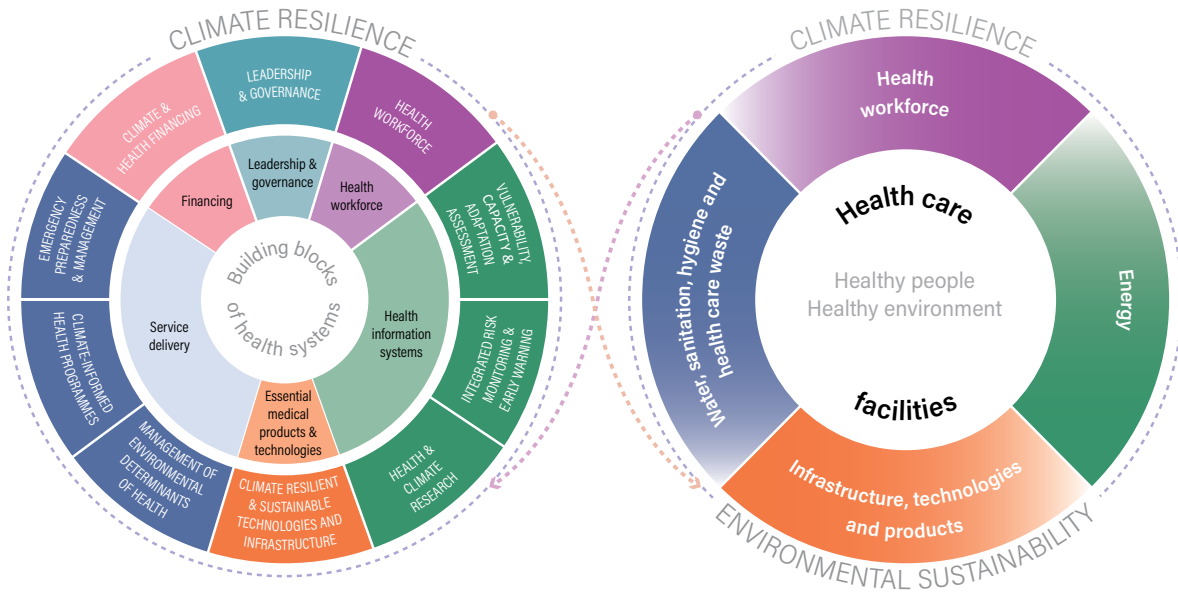 CLIMATE RESILIENCE
LEADERSHIP
& GOVERNANCE
HEALTH
WORKFORCE
VULNERABILITY,
CAPACITY &
ADAPTATION
ASSESSMENT
INTEGRATED RISK
MONITORING &
EARLY WARNING
HEALTH &
CLIMATE
RESEARCH
CLIMATE RESILIENT
& SUSTAINABLE
TECHNOLOGIES AND
INFRASTRUCTURE
MANAGEMENT OF
ENVIRONMENTAL
DETERMINANTS
OF HEALTH
CLIMATE-INFORMED
HEALTH PROGRAMMES
EMERGENCY
PREPAREDNESS
& MANAGEMENT
CLIMATE &
HEALTH FINANCING
Leadership &
governance
Health
workforce
Health
information
systems
Essential
medical
products &
technologies
Service
delivery
Financing
Building blocks
of health systems
CLIMATE RESILIENCE
Health
workforce
Energy
Infrastructure, technologies
and products
Water, sanitation, hygiene and
health care waste
Health care
Healthy people
Healthy environment
facilities
ENVIRONMENTAL SUSTAINABILITY